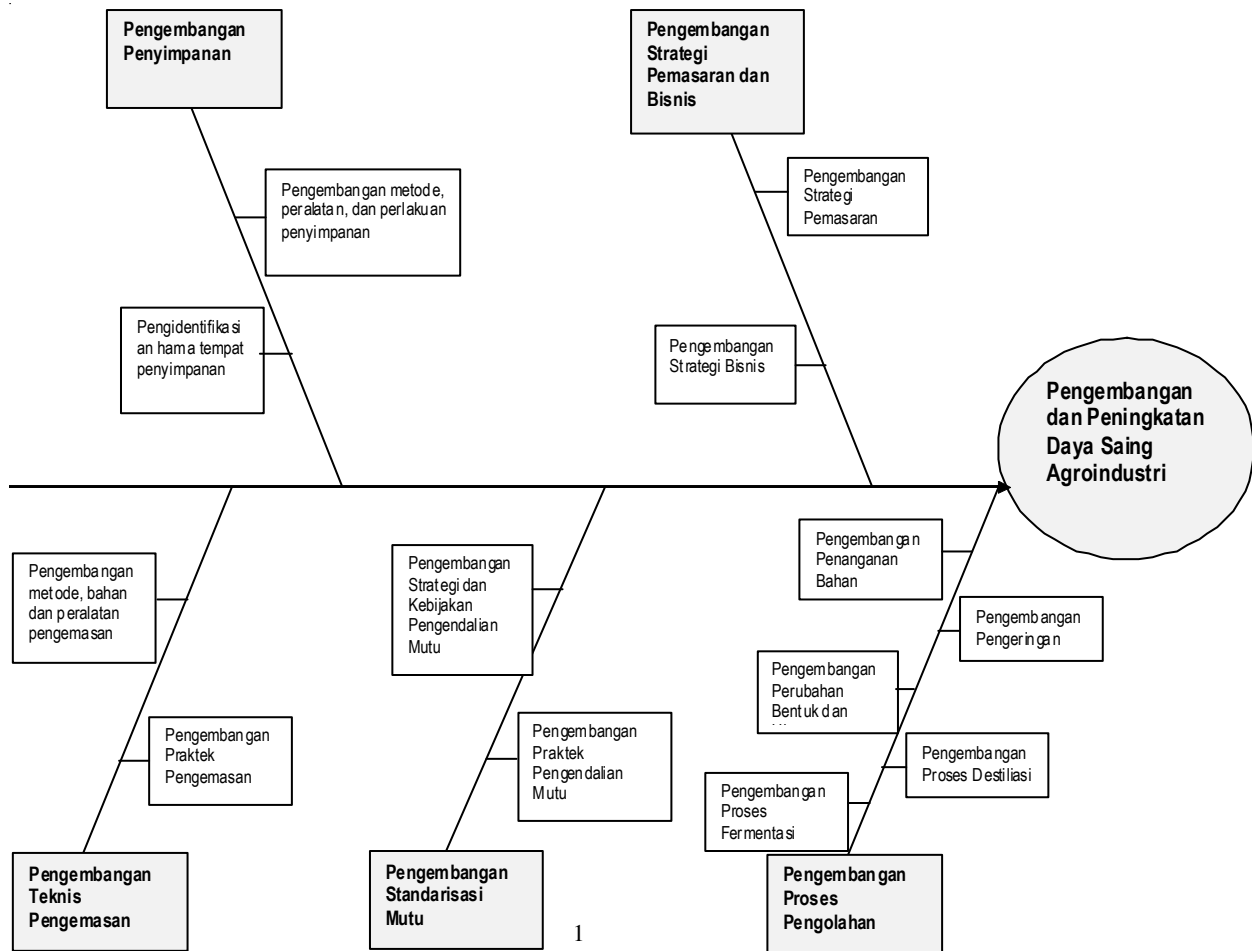 Pengembangan
Penyimpanan
Pengembangan
Strategi
Pemasaran dan
Bisnis
Pengembangan metode,
peralatan, dan perlakuan
penyimpanan
Pengembangan
Strategi
Pemasaran
Pengidentifikasi
an hama tempat
penyimpanan
Pengembangan
Strategi Bisnis
Pengembangan
dan Peningkatan
Daya Saing
Agroindustri
Pengembangan
metode, bahan
dan peralatan
pengemasan
Pengembangan
Strategi dan
Kebijakan
Pengendalian
Mutu
Pengembangan
Penanganan
Bahan
Pengembangan
Pengeringan
Pengembangan
Perubahan
Bentuk dan
Pengembangan
Praktek
Pengemasan
Pengembangan
Praktek
Pengendalian
Mutu
Pengembangan
Proses Destiliasi
Pengembangan
Proses
Fermentasi
Pengembangan
Teknis
Pengemasan
Pengembangan
Standarisasi
Mutu
Pengembangan
Proses
Pengolahan
1